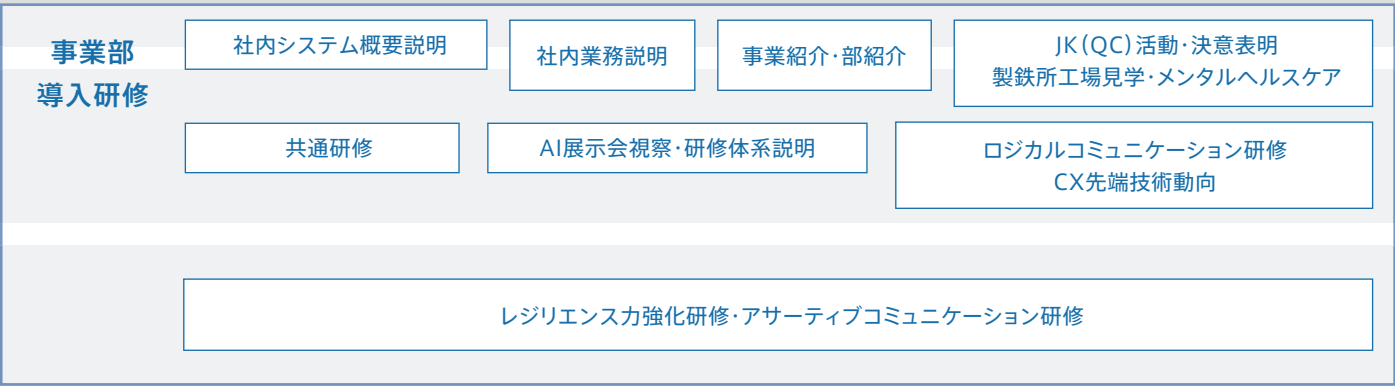 事業部
導入研修
社内システム概要説明
社内業務説明
事業紹介・部紹介
JK(QC)活動・決意表明
製鉄所工場見学・メンタルヘルスケア
共通研修
AI展示会視察・研修体系説明
ロジカルコミュニケーション研修
CX先端技術動向
レジリエンス力強化研修・アサーティブコミュニケーション研修